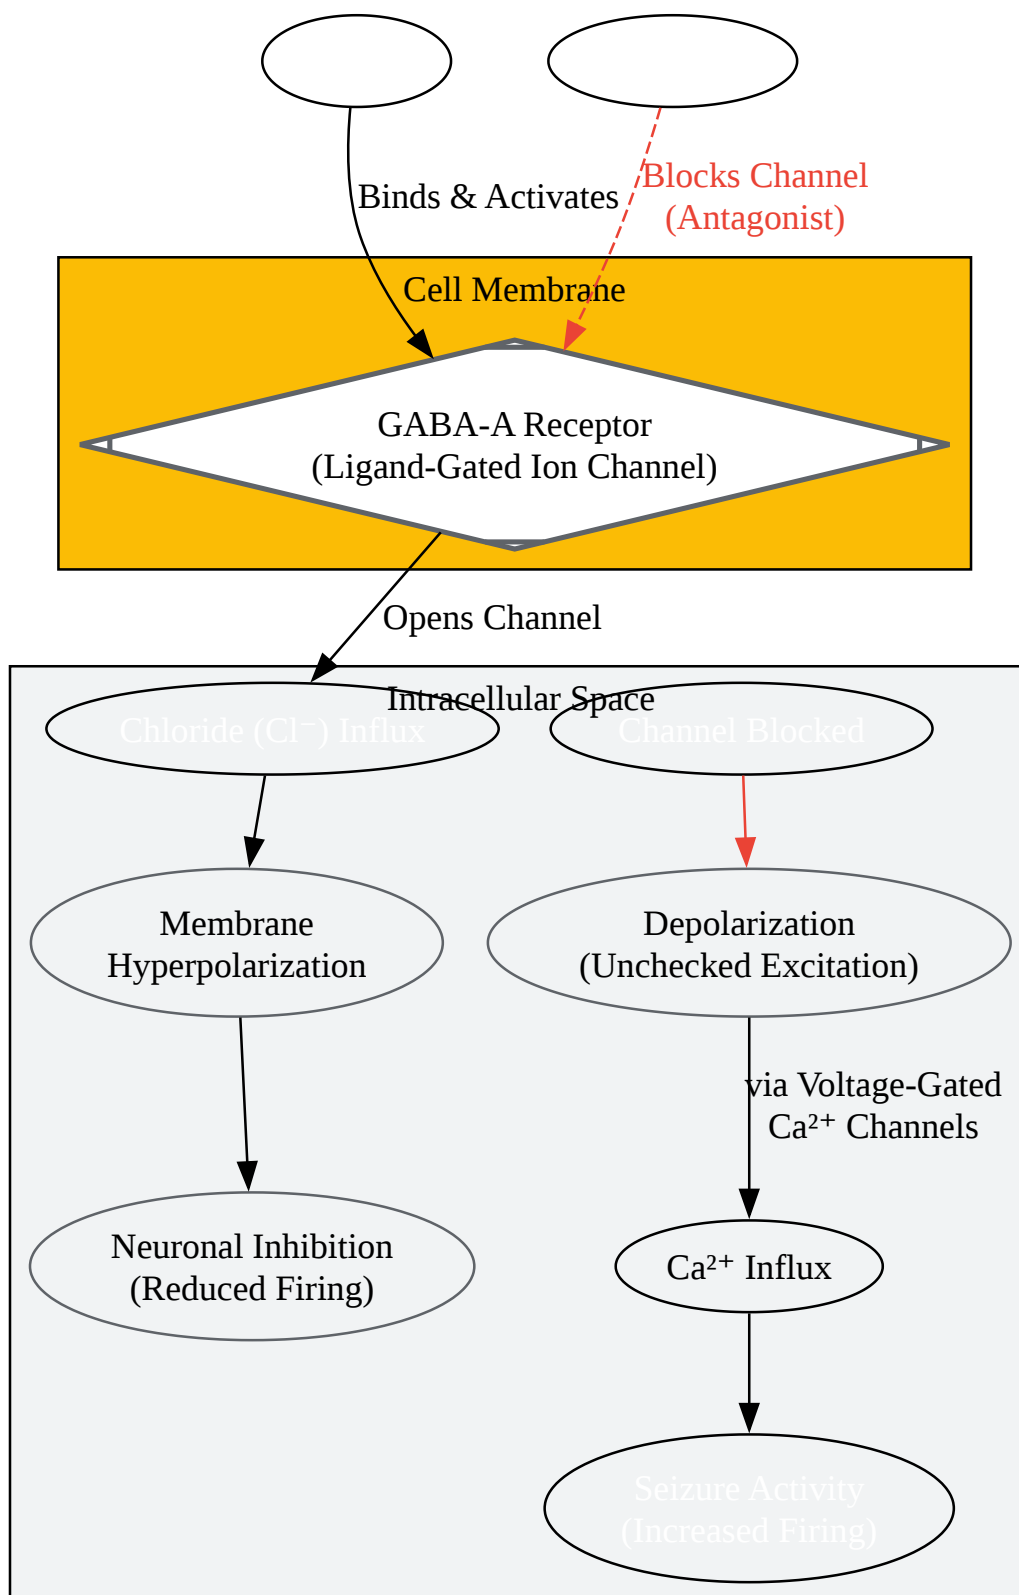 Binds & Activates
Blocks Channel
(Antagonist)
Cell Membrane
GABA-A Receptor
(Ligand-Gated Ion Channel)
Opens Channel
Intracellular Space
Chloride (Cl⁻) Influx
Channel Blocked
Membrane
Hyperpolarization
Depolarization
(Unchecked Excitation)
via Voltage-Gated
Ca²⁺ Channels
Neuronal Inhibition
(Reduced Firing)
Ca²⁺ Influx
Seizure Activity
(Increased Firing)